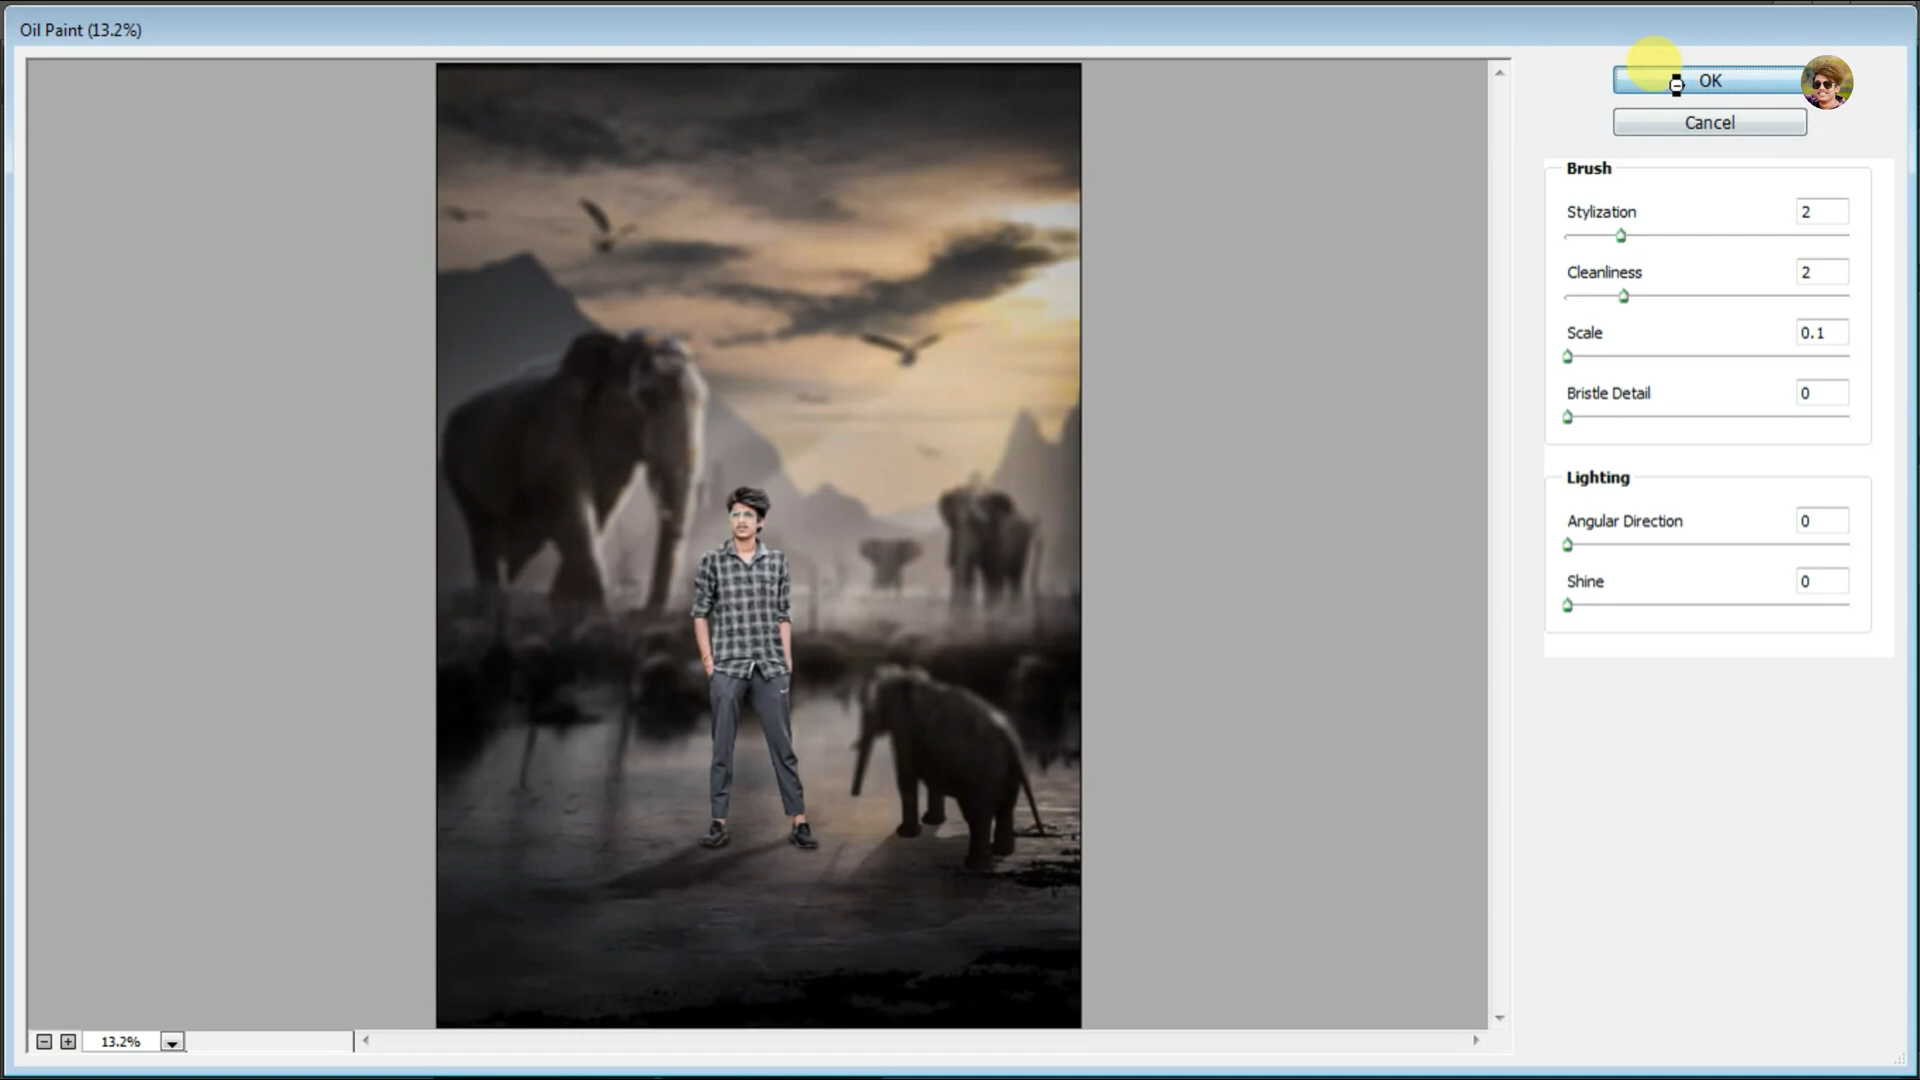 Oil Paint (13.2%)
OK
Cancel
Brush
Stylization 2
Cleanliness 2
Scale 0.1
Bristle Detail 0
Lighting
Angular Direction 0
Shine 0
13.2%